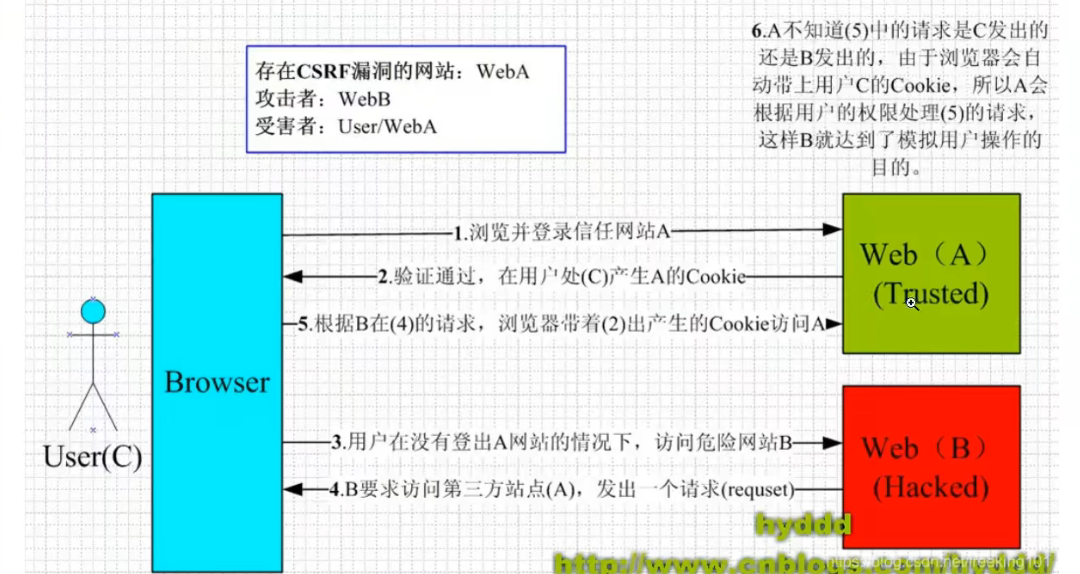 6.A不知道(5)中的请求是C发出的
还是B发出的，由于浏览器会自
动带上用户C的Cookie，所以A会
根据用户的权限处理(5)的请求，
这样B就达到了模拟用户操作的
目的。
存在CSRF漏洞的网站：WebA
攻击者：WebB
受害者：User/WebA
1.浏览并登录信任网站A
2.验证通过，在用户处(C)产生A的Cookie
5.根据B在(4)的请求，浏览器带着(2)出产生的Cookie访问A
Web（A）
(Trusted)
Browser
User(C)
3.用户在没有登出A网站的情况下，访问危险网站B
4.B要求访问第三方站点(A)，发出一个请求(requset)
Web（B）
(Hacked)
hyddd